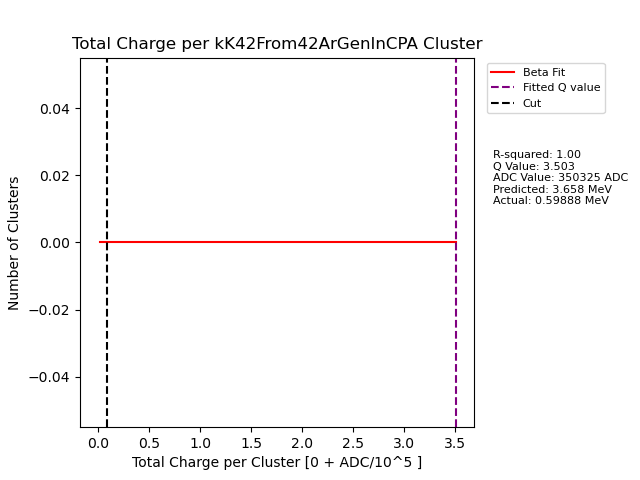 Total Charge per kK42From42ArGenInCPA Cluster
Beta Fit
Fitted Q value
Cut
R-squared: 1.00
Q Value: 3.503
ADC Value: 350325 ADC
Predicted: 3.658 MeV
Actual: 0.59888 MeV
Number of Clusters
0.04
0.02
0.00
−0.02
−0.04
0.0 0.5 1.0 1.5 2.0 2.5 3.0 3.5
Total Charge per Cluster [0 + ADC/10^5 ]